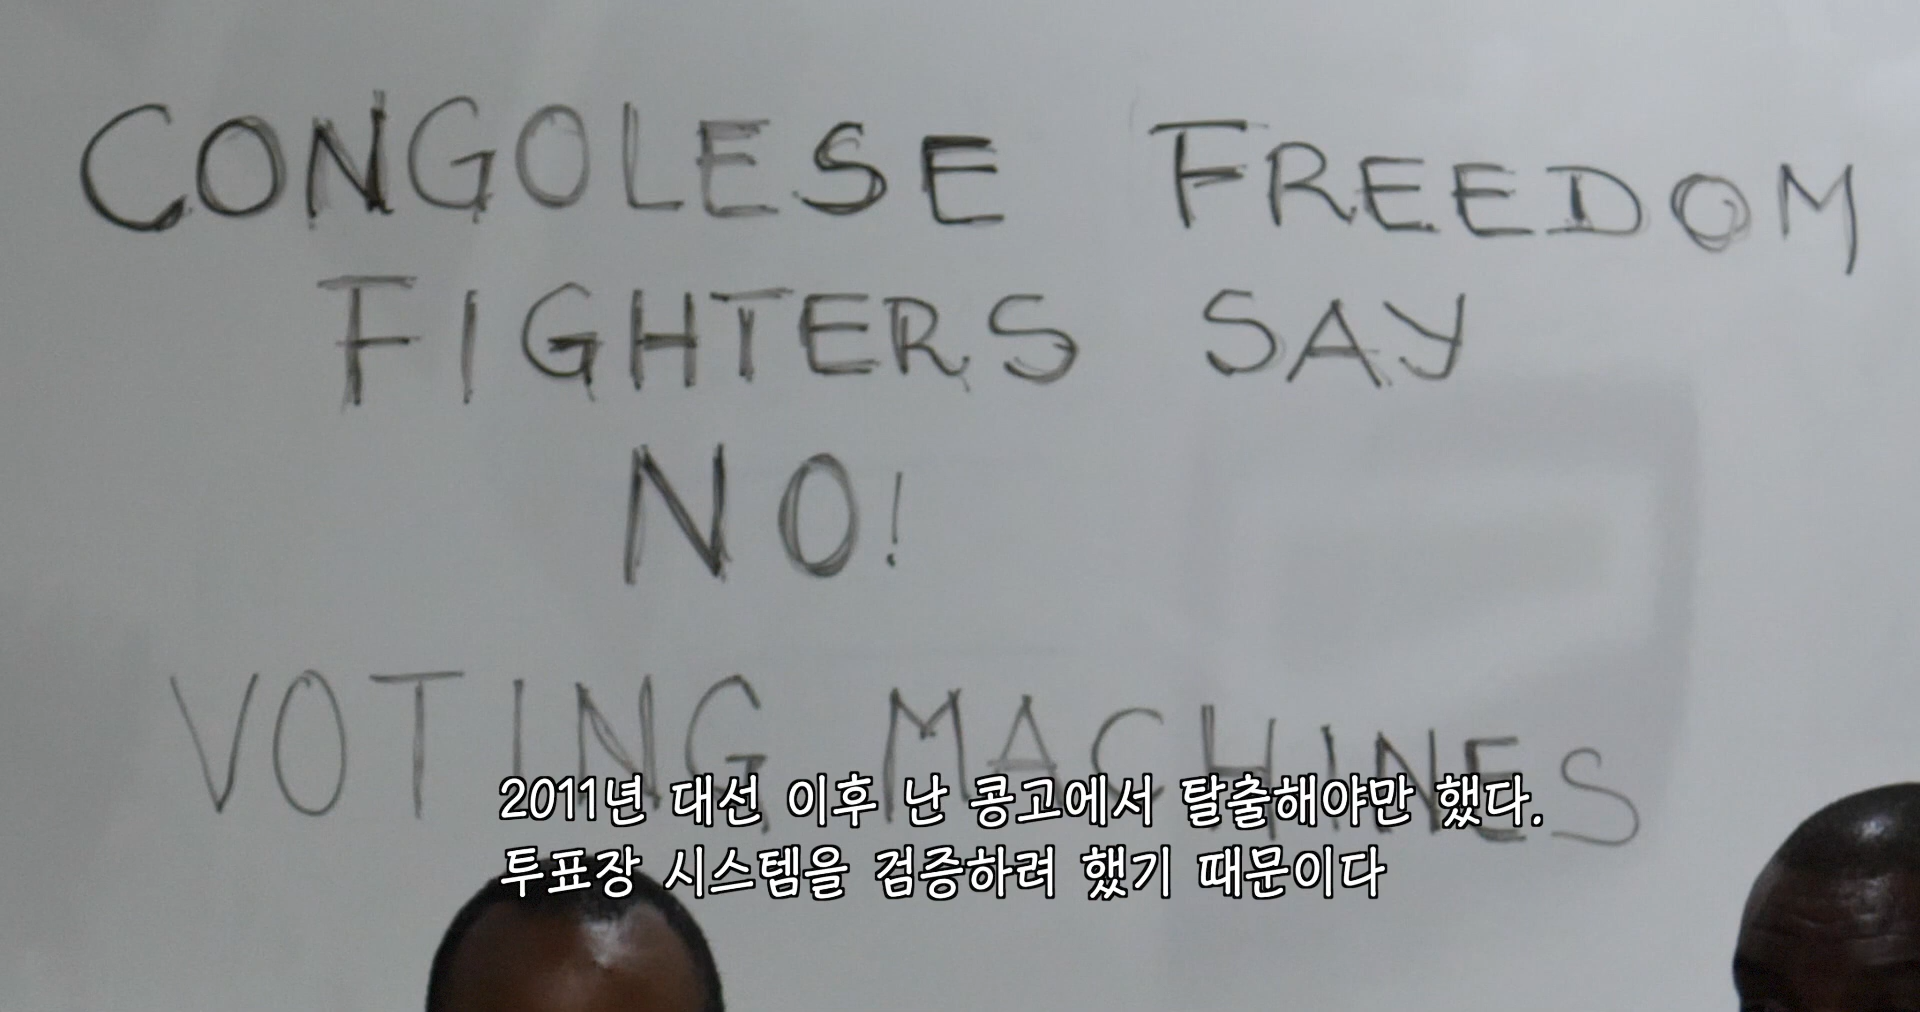 CONGOLESE FREEDOM
FIGHTERS SAY
NO!
VOTING MACHINES
2011년 대선 이후 난 콩고에서 탈출해야만 했다.
투표장 시스템을 검증하려 했기 때문이다